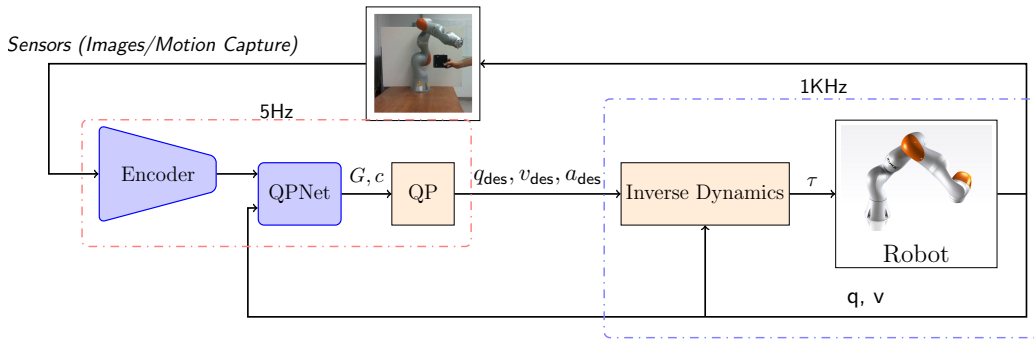 Sensors (Images/Motion Capture)
5Hz
1KHz
Encoder
QPNet
G, c
QP
q_des, v_des, a_des
Inverse Dynamics
τ
Robot
q, v